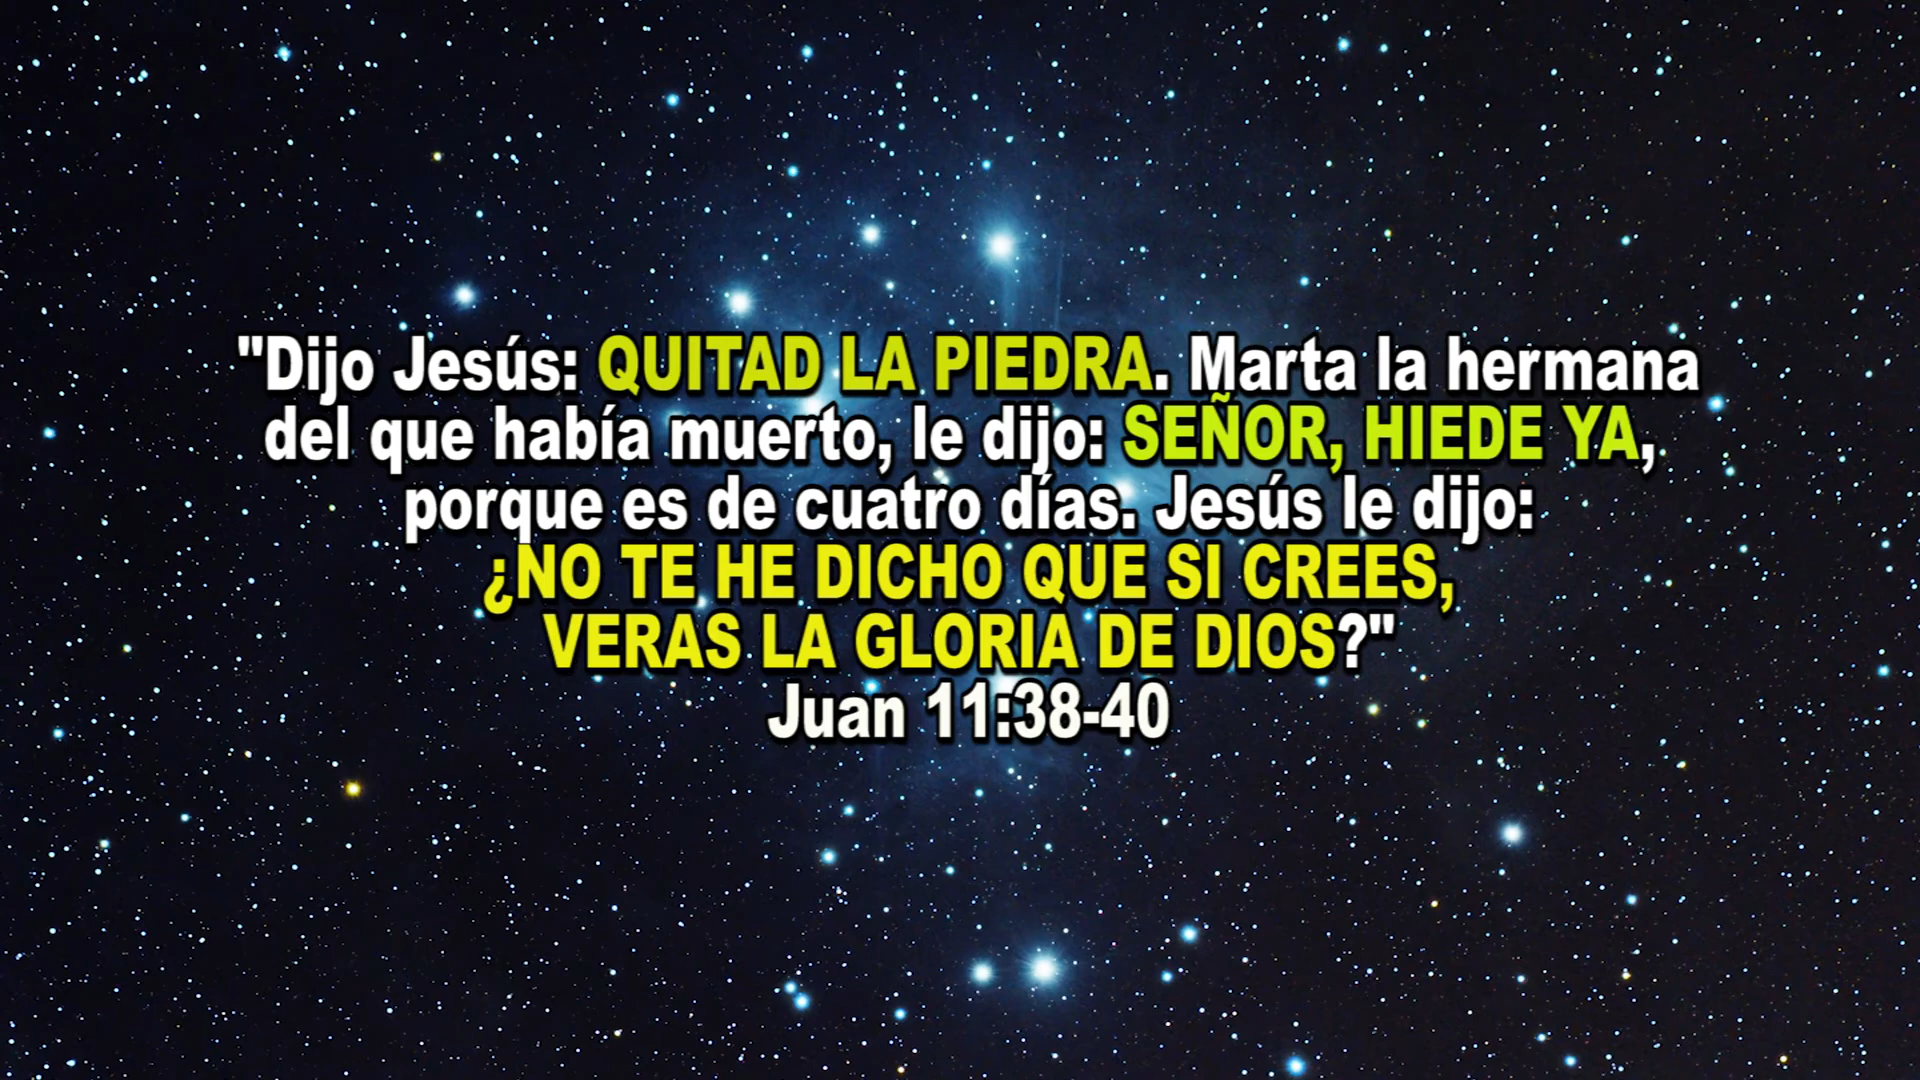 "Dijo Jesús: QUITAD LA PIEDRA. Marta la hermana
del que había muerto, le dijo: SEÑOR, HIEDE YA,
porque es de cuatro días. Jesús le dijo:
¿NO TE HE DICHO QUE SI CREES,
VERAS LA GLORIA DE DIOS?"
Juan 11:38-40